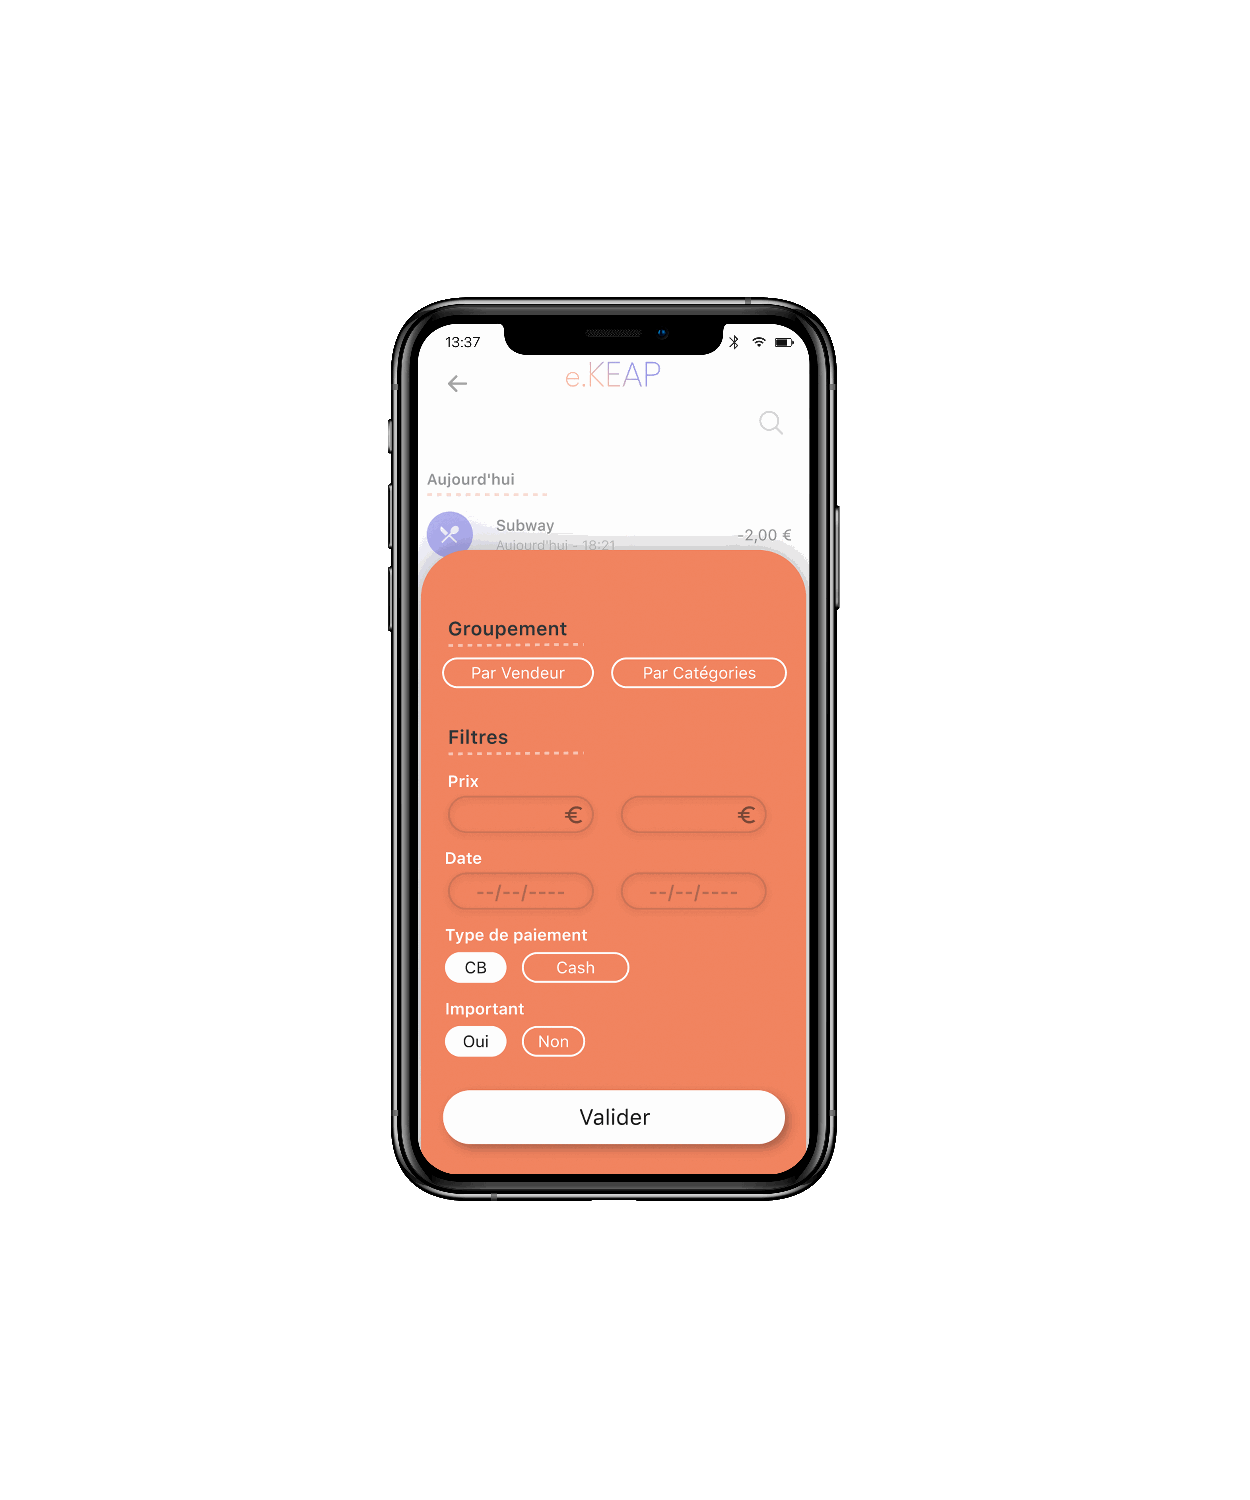 13:37
e.KEAP
Aujourd'hui
Subway
-2,00 €
Aujourd'hui - 18:21
Groupement
Par Vendeur
Par Catégories
Filtres
Prix
€
€
Date
--/--/----
--/--/----
Type de paiement
CB
Cash
Important
Oui
Non
Valider